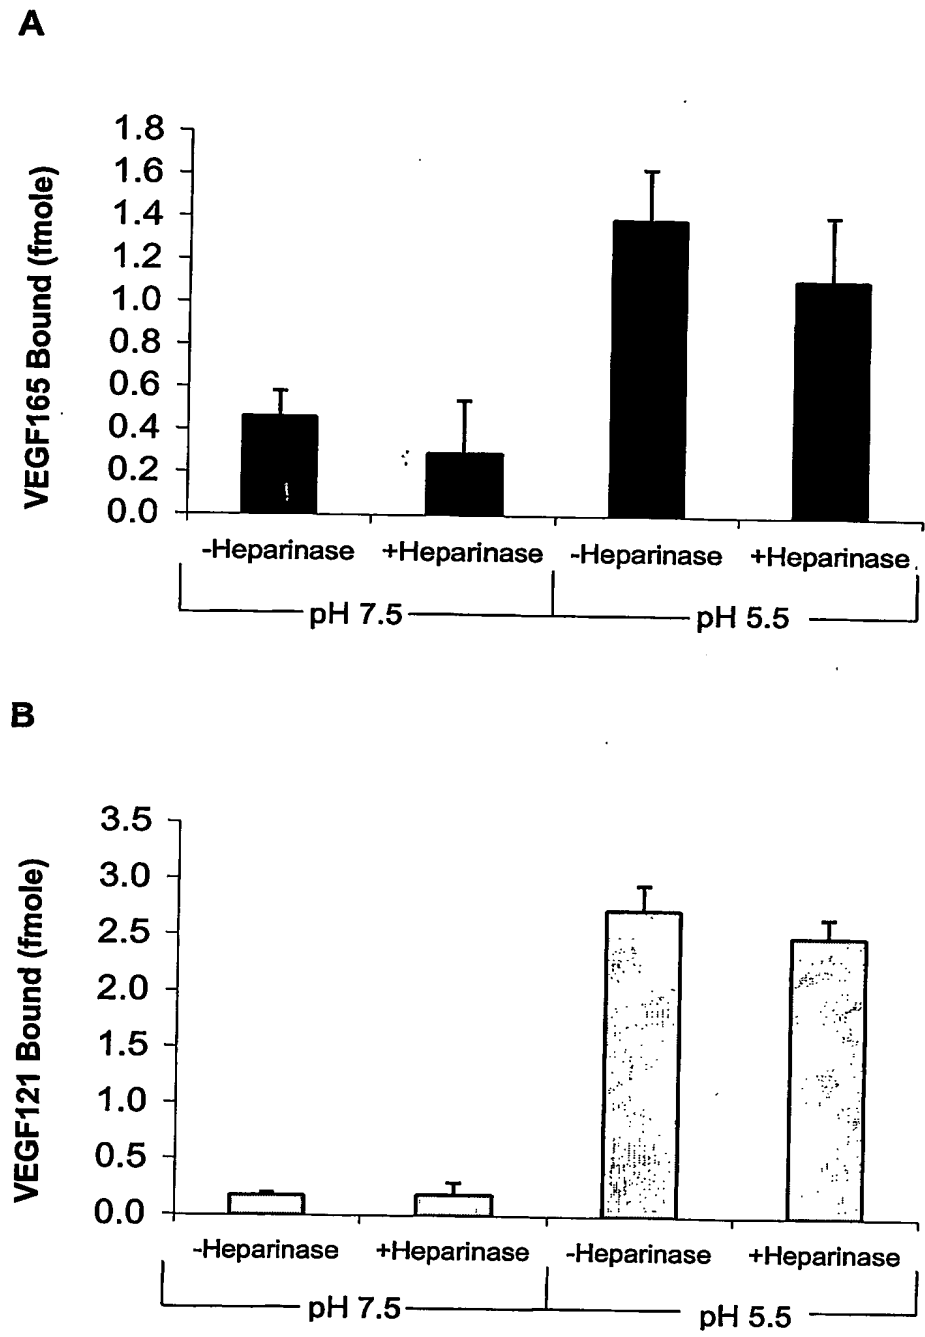 A
VEGF165 Bound (fmole)
1.8
1.6
1.4
1.2
1.0
0.8
0.6
0.4
0.2
0.0
-Heparinase +Heparinase -Heparinase +Heparinase
pH 7.5 pH 5.5
B
VEGF121 Bound (fmole)
3.5
3.0
2.5
2.0
1.5
1.0
0.5
0.0
-Heparinase +Heparinase -Heparinase +Heparinase
pH 7.5 pH 5.5